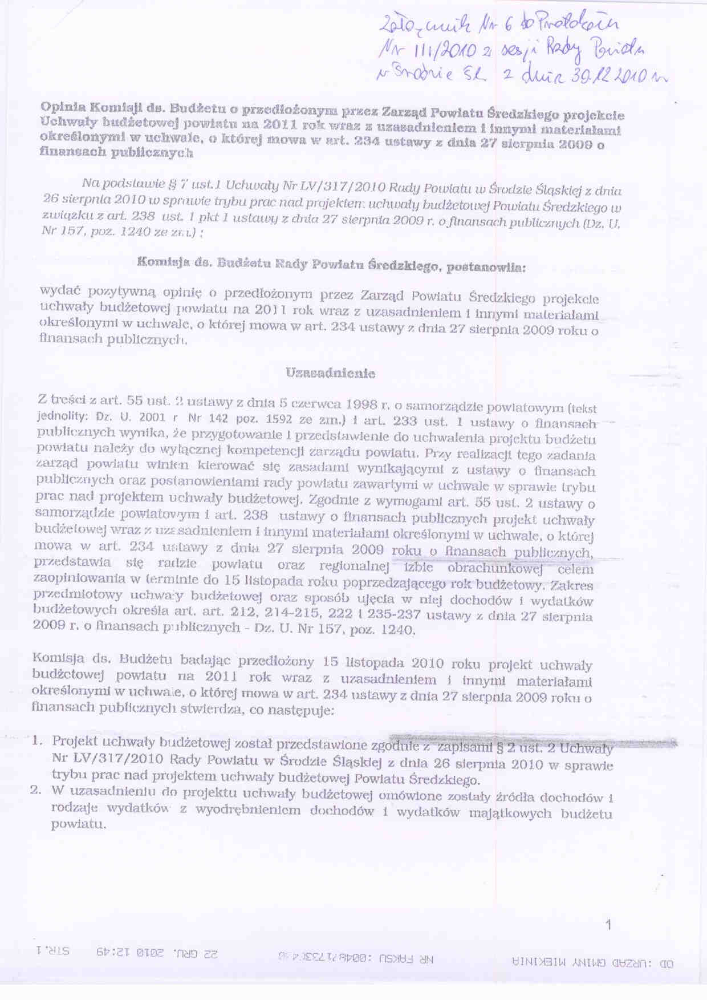 Załącznik Nr 6 do Protokołu
Nr III/2010 z sesji Rady Powiatu
w Środzie Śl. z dnia 30.12.2010 r.
Opinia Komisji ds. Budżetu o przedłożonym przez Zarząd Powiatu Średzkiego projekcie
Uchwały budżetowej powiatu na 2011 rok wraz z uzasadnieniem i innymi materiałami
określonymi w uchwale, o której mowa w art. 234 ustawy z dnia 27 sierpnia 2009 o
finansach publicznych
Na podstawie § 7 ust.1 Uchwały Nr LV/317/2010 Rady Powiatu w Środzie Śląskiej z dnia
26 sierpnia 2010 w sprawie trybu prac nad projektem uchwały budżetowej Powiatu Średzkiego w
związku z art. 238 ust. 1 pkt 1 ustawy z dnia 27 sierpnia 2009 r. o finansach publicznych (Dz. U.
Nr 157, poz. 1240 ze zm.) :
Komisja ds. Budżetu Rady Powiatu Średzkiego, postanowiła:
wydać pozytywną opinię o przedłożonym przez Zarząd Powiatu Średzkiego projekcie
uchwały budżetowej powiatu na 2011 rok wraz z uzasadnieniem i innymi materiałami
określonymi w uchwale, o której mowa w art. 234 ustawy z dnia 27 sierpnia 2009 roku o
finansach publicznych.
Uzasadnienie
Z treści z art. 55 ust. 2 ustawy z dnia 5 czerwca 1998 r. o samorządzie powiatowym (tekst
jednolity: Dz. U. 2001 r Nr 142 poz. 1592 ze zm.) i art. 233 ust. 1 ustawy o finansach
publicznych wynika, że przygotowanie i przedstawienie do uchwalenia projektu budżetu
powiatu należy do wyłącznej kompetencji zarządu powiatu. Przy realizacji tego zadania
zarząd powiatu winien kierować się zasadami wynikającymi z ustawy o finansach
publicznych oraz postanowieniami rady powiatu zawartymi w uchwale w sprawie trybu
prac nad projektem uchwały budżetowej. Zgodnie z wymogami art. 55 ust. 2 ustawy o
samorządzie powiatowym i art. 238 ustawy o finansach publicznych projekt uchwały
budżetowej wraz z uzasadnieniem i innymi materiałami określonymi w uchwale, o której
mowa w art. 234 ustawy z dnia 27 sierpnia 2009 roku o finansach publicznych,
przedstawia się radzie powiatu oraz regionalnej izbie obrachunkowej celem
zaopiniowania w terminie do 15 listopada roku poprzedzającego rok budżetowy. Zakres
przedmiotowy uchwały budżetowej oraz sposób ujęcia w niej dochodów i wydatków
budżetowych określa art. art. 212, 214-215, 222 i 235-237 ustawy z dnia 27 sierpnia
2009 r. o finansach publicznych - Dz. U. Nr 157, poz. 1240.
Komisja ds. Budżetu badając przedłożony 15 listopada 2010 roku projekt uchwały
budżetowej powiatu na 2011 rok wraz z uzasadnieniem i innymi materiałami
określonymi w uchwale, o której mowa w art. 234 ustawy z dnia 27 sierpnia 2009 roku o
finansach publicznych stwierdza, co następuje:
1. Projekt uchwały budżetowej został przedstawione zgodnie z zapisami § 2 ust. 2 Uchwały
Nr LV/317/2010 Rady Powiatu w Środzie Śląskiej z dnia 26 sierpnia 2010 w sprawie
trybu prac nad projektem uchwały budżetowej Powiatu Średzkiego.
2. W uzasadnieniu do projektu uchwały budżetowej omówione zostały źródła dochodów i
rodzaje wydatków z wyodrębnieniem dochodów i wydatków majątkowych budżetu
powiatu.
1
OD :URZAD GMINY MIEKINIA NR FAKSU : 22 GRU. 2010 12:49 STR.1